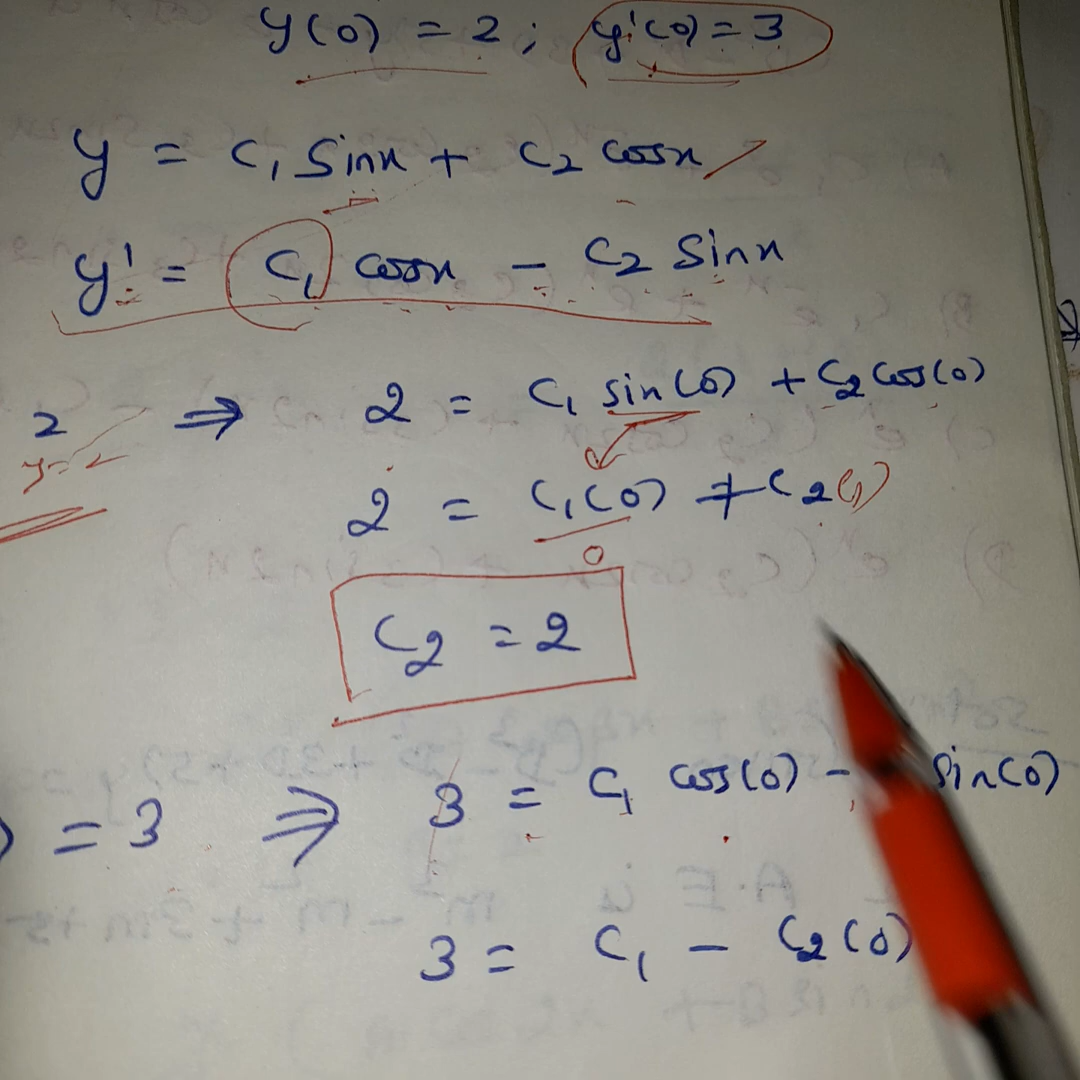 y(0) = 2 ; y'(0) = 3
y = C₁ Sinx + C₂ cosx
y' = C₁ cosx - C₂ Sinx
2 ⇒ 2 = C₁ sin(0) + C₂ cos(0)
y=2
2 = C₁(0) + C₂(1)
0
C₂ = 2
) = 3 ⇒ 3 = C₁ cos(0) - sin(0)
3 = C₁ - C₂(0)